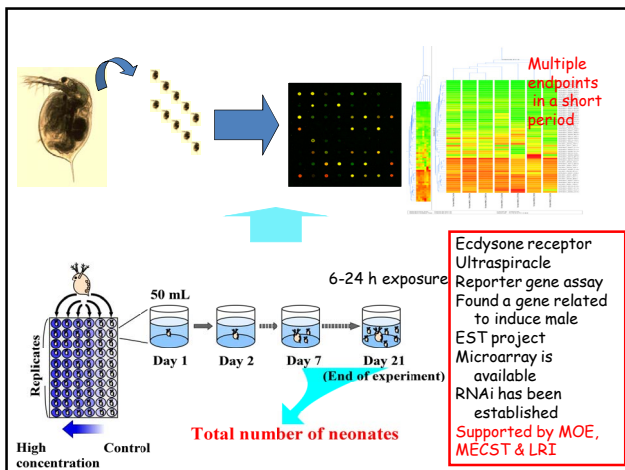 Multiple
endpoints
in a short
period
6-24 h exposure
50 mL
Day 1
Day 2
Day 7
Day 21
(End of experiment)
Replicates
High
concentration
Control
Total number of neonates
Ecdysone receptor
Ultraspiracle
Reporter gene assay
Found a gene related
to induce male
EST project
Microarray is
available
RNAi has been
established
Supported by MOE,
MECST & LRI